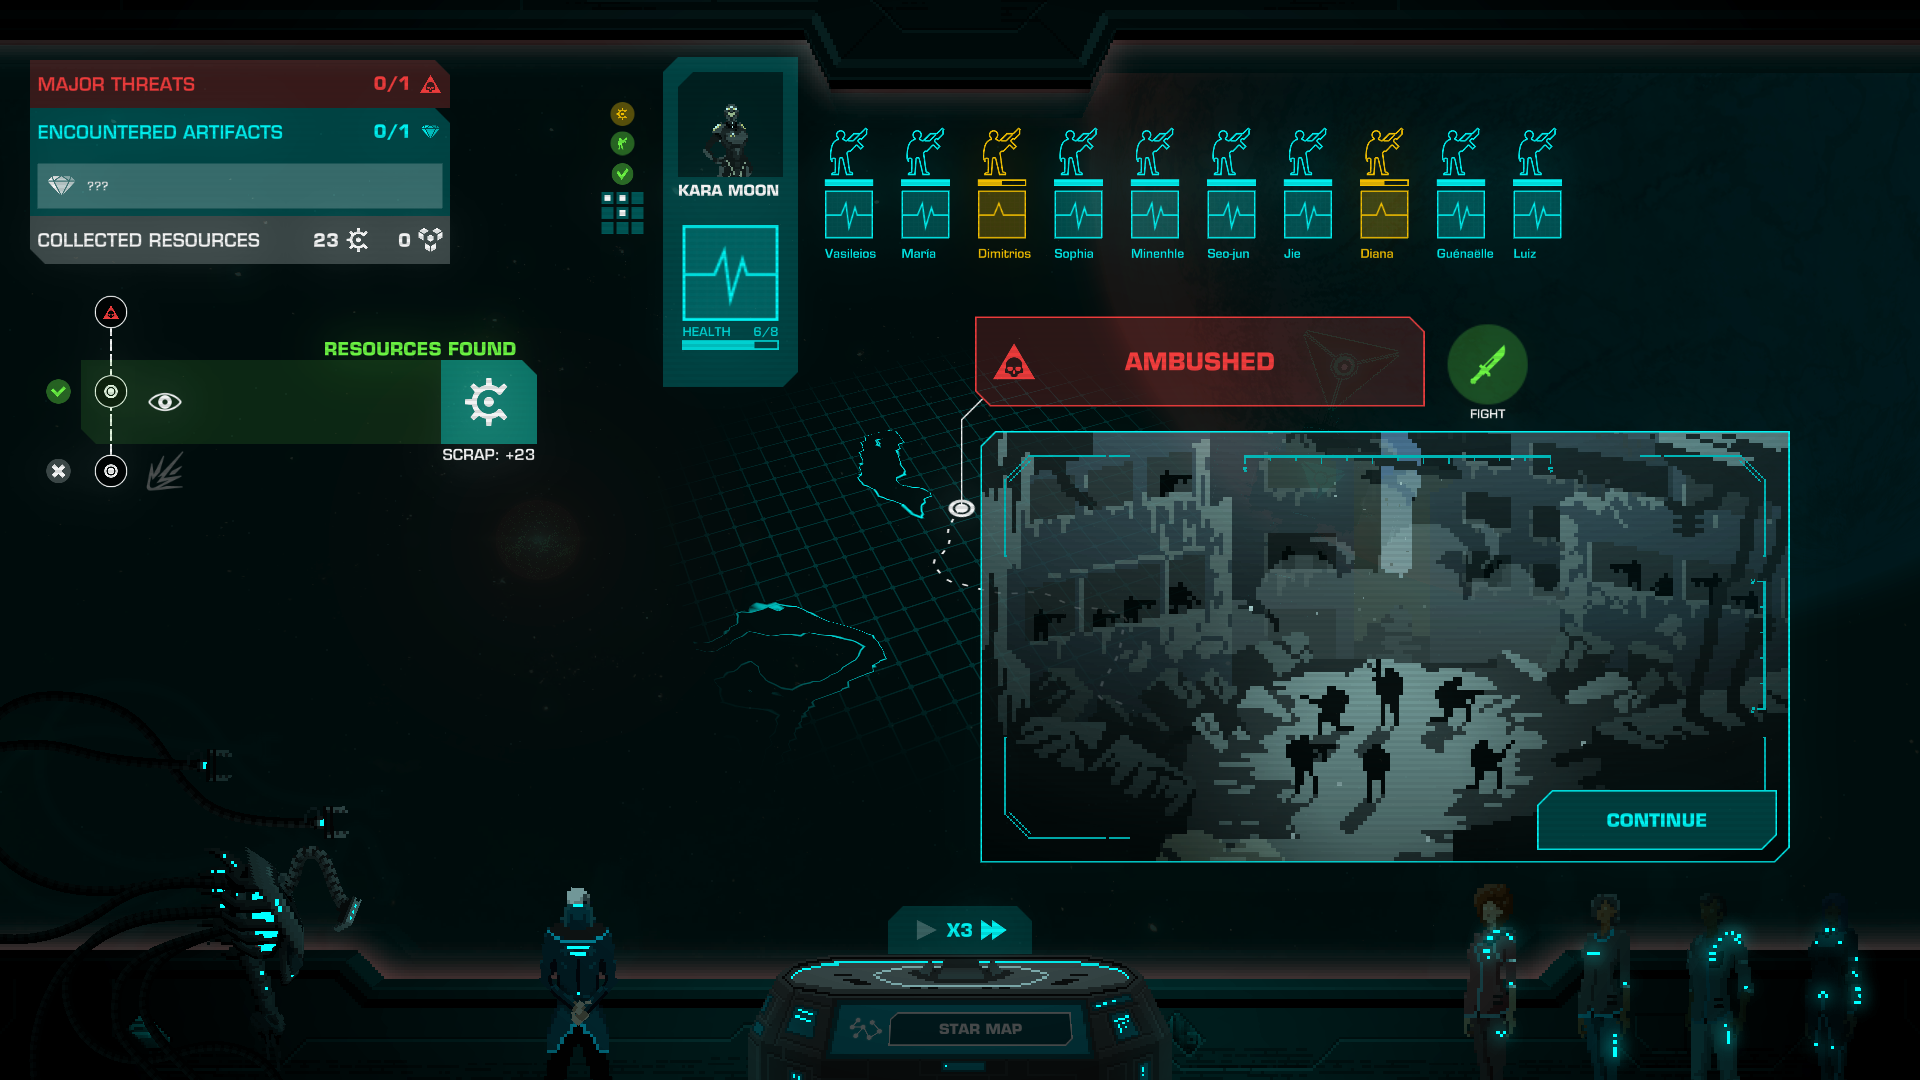 MAJOR THREATS 0/1
ENCOUNTERED ARTIFACTS 0/1
???
COLLECTED RESOURCES 23 0
RESOURCES FOUND
SCRAP: +23
KARA MOON
HEALTH 6/8
Vasileios María Dimitrios Sophia Minenhle Seo-jun Jie Diana Guénaëlle Luiz
AMBUSHED
FIGHT
CONTINUE
X3
STAR MAP